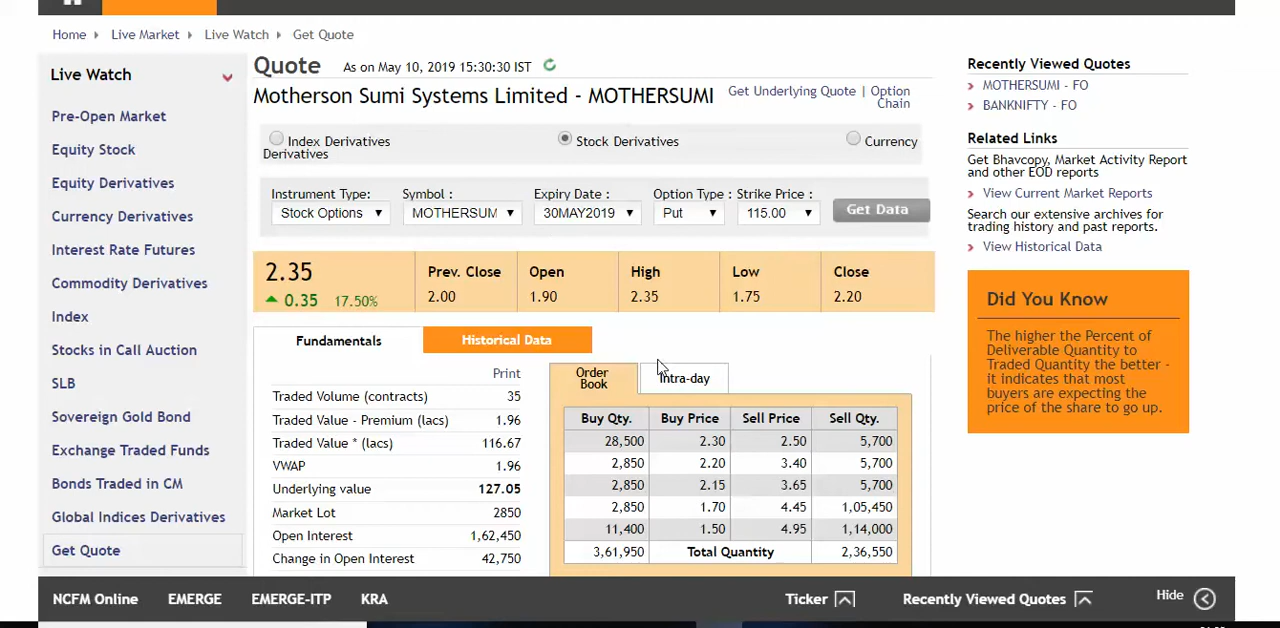 Home Live Market Live Watch Get Quote
Live Watch
Pre-Open Market
Equity Stock
Equity Derivatives
Currency Derivatives
Interest Rate Futures
Commodity Derivatives
Index
Stocks in Call Auction
SLB
Sovereign Gold Bond
Exchange Traded Funds
Bonds Traded in CM
Global Indices Derivatives
Get Quote
Quote As on May 10, 2019 15:30:30 IST
Motherson Sumi Systems Limited - MOTHERSUMI
Get Underlying Quote | Option
Chain
Index Derivatives Stock Derivatives Currency
Derivatives
Instrument Type: Symbol : Expiry Date : Option Type : Strike Price :
Stock Options MOTHERSUM 30MAY2019 Put 115.00 Get Data
2.35 Prev. Close Open High Low Close
0.35 17.50% 2.00 1.90 2.35 1.75 2.20
Fundamentals Historical Data
Print
Traded Volume (contracts) 35
Traded Value - Premium (lacs) 1.96
Traded Value * (lacs) 116.67
VWAP 1.96
Underlying value 127.05
Market Lot 2850
Open Interest 1,62,450
Change in Open Interest 42,750
Order
Book
Intra-day
Buy Qty. Buy Price Sell Price Sell Qty.
28,500 2.30 2.50 5,700
2,850 2.20 3.40 5,700
2,850 2.15 3.65 5,700
2,850 1.70 4.45 1,05,450
11,400 1.50 4.95 1,14,000
3,61,950 Total Quantity 2,36,550
Recently Viewed Quotes
MOTHERSUMI - FO
BANKNIFTY - FO
Related Links
Get Bhavcopy, Market Activity Report
and other EOD reports
View Current Market Reports
Search our extensive archives for
trading history and past reports.
View Historical Data
Did You Know
The higher the Percent of
Deliverable Quantity to
Traded Quantity the better -
it indicates that most
buyers are expecting the
price of the share to go up.
NCFM Online EMERGE EMERGE-ITP KRA Ticker Recently Viewed Quotes Hide